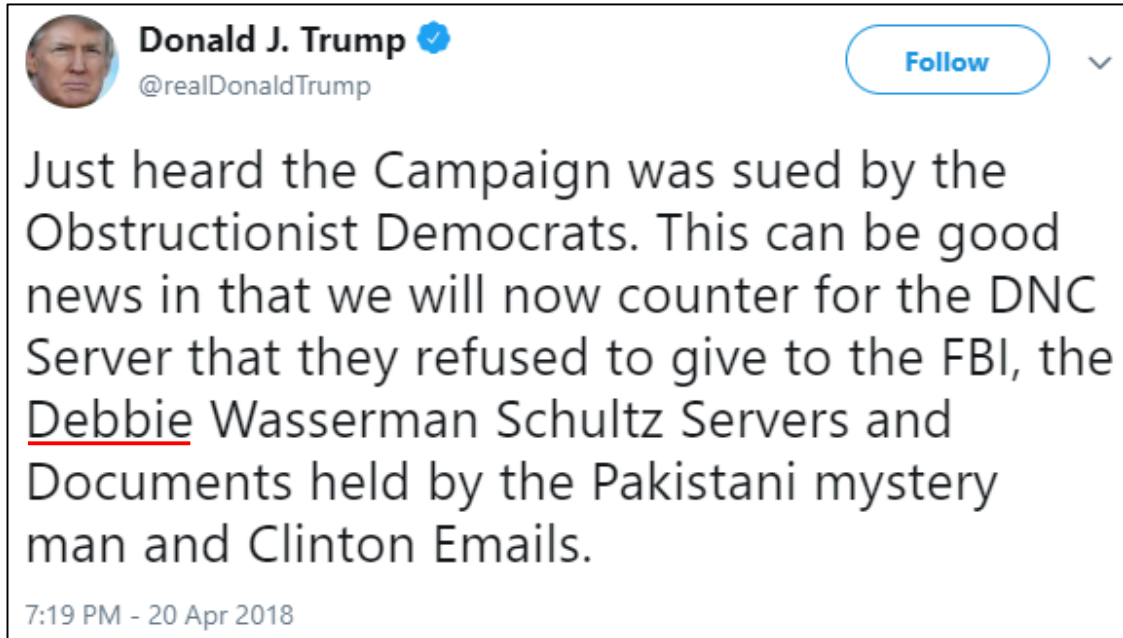 Donald J. Trump
@realDonaldTrump
Follow
Just heard the Campaign was sued by the
Obstructionist Democrats. This can be good
news in that we will now counter for the DNC
Server that they refused to give to the FBI, the
Debbie Wasserman Schultz Servers and
Documents held by the Pakistani mystery
man and Clinton Emails.
7:19 PM - 20 Apr 2018